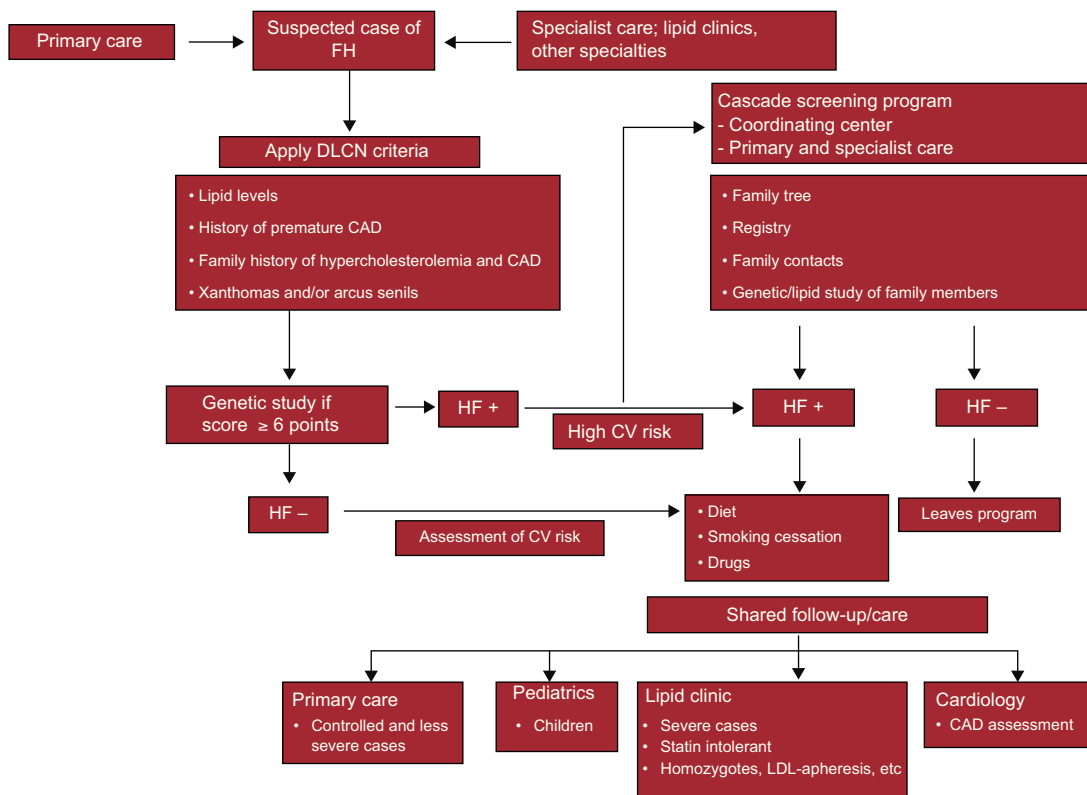 Primary care
Suspected case of
FH
Specialist care; lipid clinics,
other specialties
Cascade screening program
- Coordinating center
- Primary and specialist care
Apply DLCN criteria
• Lipid levels
• History of premature CAD
• Family history of hypercholesterolemia and CAD
• Xanthomas and/or arcus senils
• Family tree
• Registry
• Family contacts
• Genetic/lipid study of family members
Genetic study if
score ≥ 6 points
HF +
High CV risk
HF +
HF –
HF –
Assessment of CV risk
• Diet
• Smoking cessation
• Drugs
Leaves program
Shared follow-up/care
Primary care
• Controlled and less
severe cases
Pediatrics
• Children
Lipid clinic
• Severe cases
• Statin intolerant
• Homozygotes, LDL-apheresis, etc
Cardiology
• CAD assessment